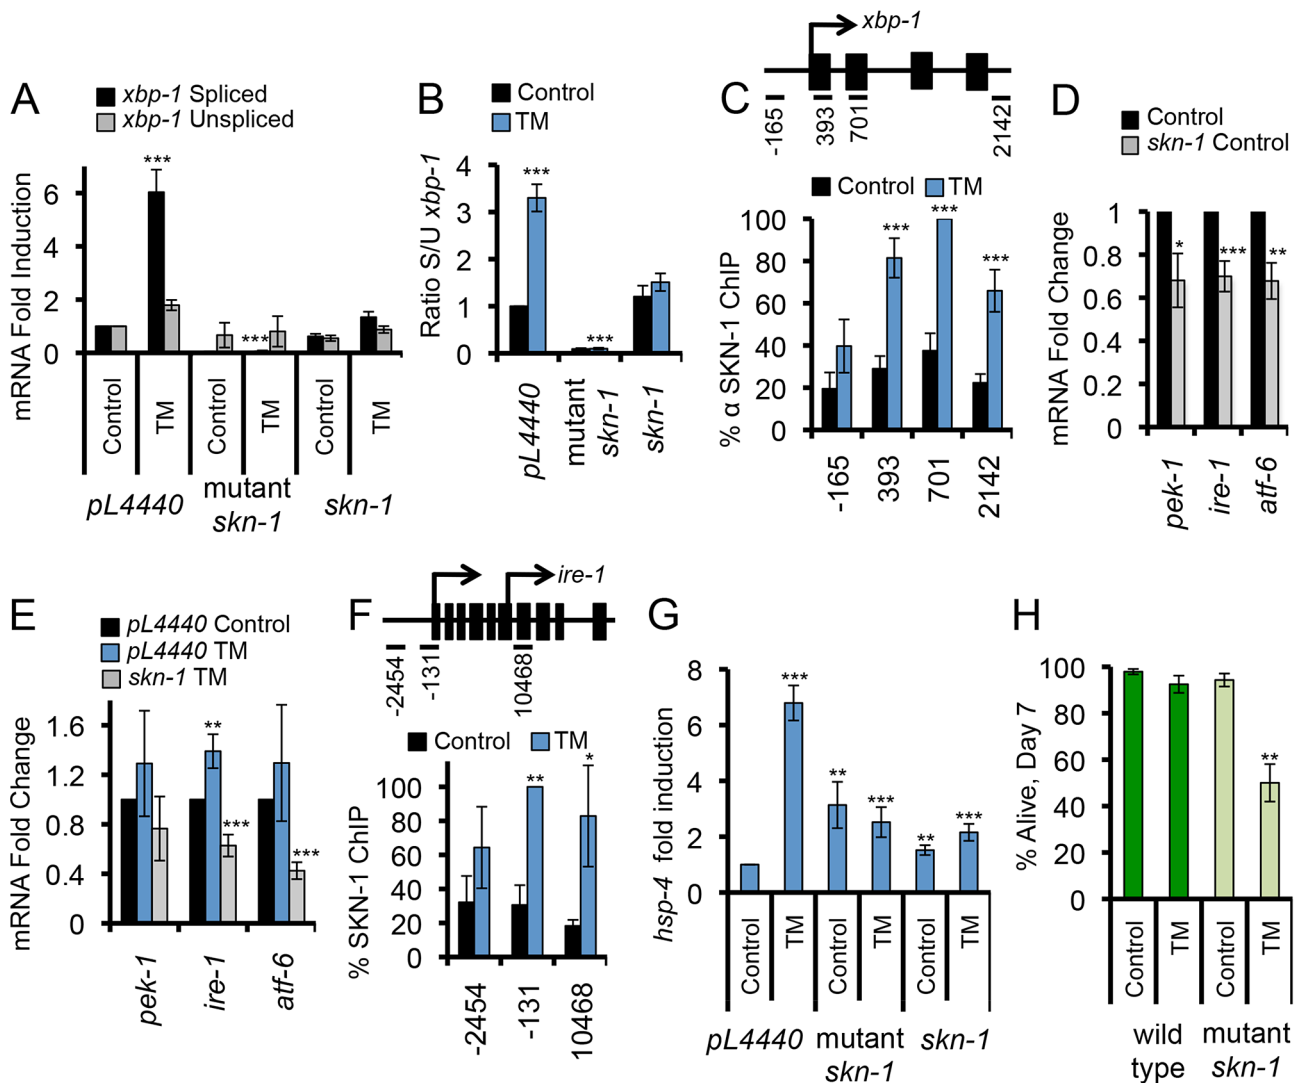 A
xbp-1 Spliced
xbp-1 Unspliced
mRNA Fold Induction
6
4
2
0
***
***
Control
TM
Control
TM
Control
TM
pL4440
mutant
skn-1
skn-1
B
Control
TM
Ratio S/U xbp-1
4
3
2
1
0
***
***
pL4440
mutant
skn-1
skn-1
C
xbp-1
-165
393
701
2142
Control
TM
% α SKN-1 ChIP
100
80
60
40
20
0
***
***
***
-165
393
701
2142
D
Control
skn-1 Control
mRNA Fold Change
1
0.8
0.6
0.4
0.2
0
*
***
**
pek-1
ire-1
atf-6
E
pL4440 Control
pL4440 TM
skn-1 TM
mRNA Fold Change
1.6
1.2
0.8
0.4
0
**
***
***
pek-1
ire-1
atf-6
F
ire-1
-2454
-131
10468
Control
TM
% SKN-1 ChIP
100
80
60
40
20
0
**
*
-2454
-131
10468
G
hsp-4 fold induction
8
6
4
2
0
***
**
***
**
***
Control
TM
Control
TM
Control
TM
pL4440
mutant
skn-1
skn-1
H
% Alive, Day 7
100
80
60
40
20
0
**
Control
TM
Control
TM
wild
type
mutant
skn-1